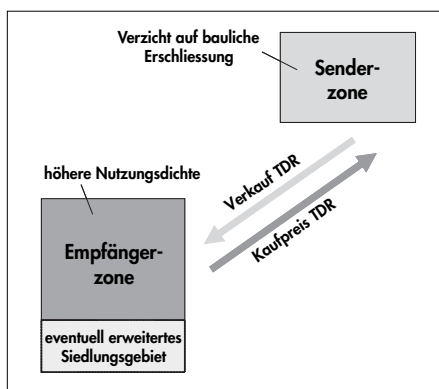 Verzicht auf bauliche
Erschliessung
Sender-
zone
höhere Nutzungsdichte
Verkauf TDR
Kaufpreis TDR
Empfänger-
zone
eventuell erweitertes
Siedlungsgebiet